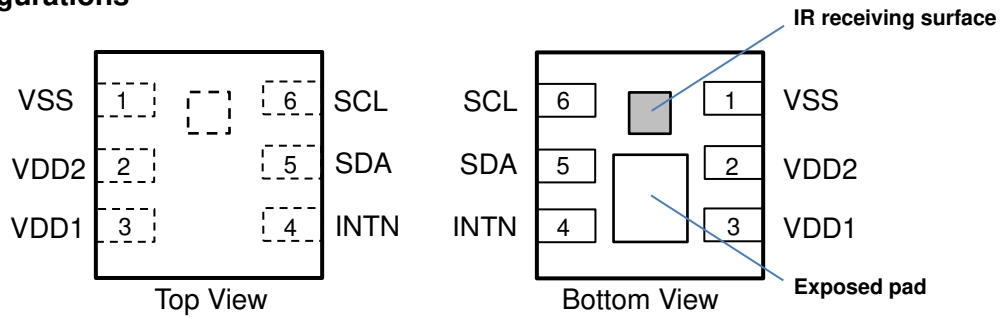 gurations
IR receiving surface
VSS 1 6 SCL
VDD2 2 5 SDA
VDD1 3 4 INTN
Top View
SCL 6 1 VSS
SDA 5 2 VDD2
INTN 4 3 VDD1
Exposed pad
Bottom View